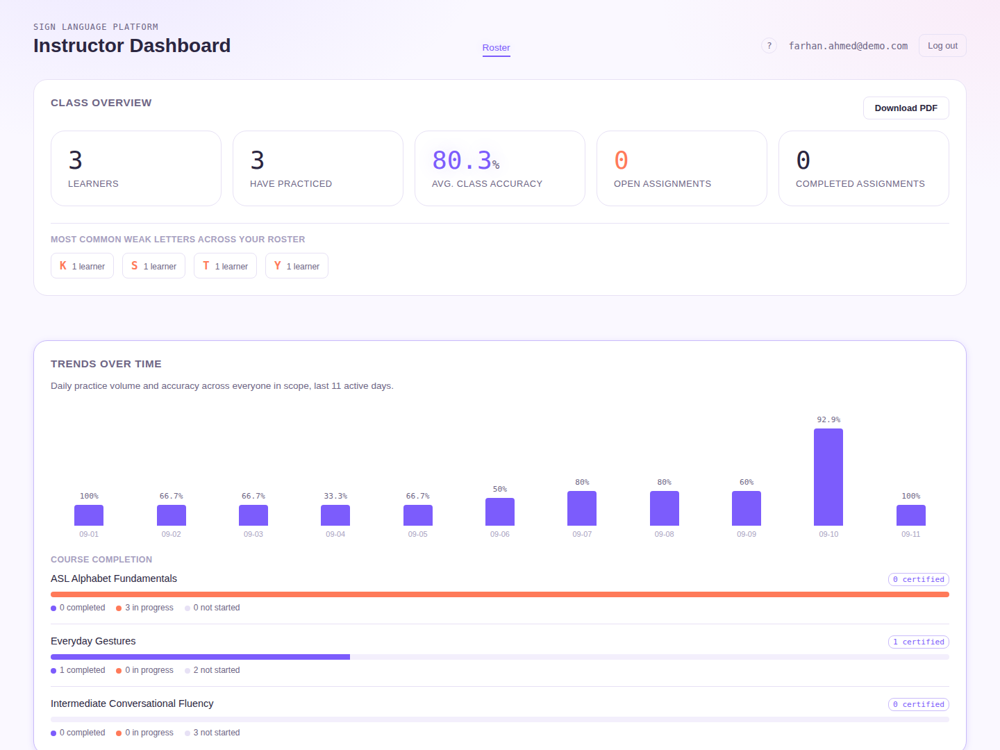 SIGN LANGUAGE PLATFORM
Instructor Dashboard
Roster
?
farhan.ahmed@demo.com
Log out
CLASS OVERVIEW
Download PDF
3
LEARNERS
3
HAVE PRACTICED
80.3%
AVG. CLASS ACCURACY
0
OPEN ASSIGNMENTS
0
COMPLETED ASSIGNMENTS
MOST COMMON WEAK LETTERS ACROSS YOUR ROSTER
K 1 learner
S 1 learner
T 1 learner
Y 1 learner
TRENDS OVER TIME
Daily practice volume and accuracy across everyone in scope, last 11 active days.
100%
09-01
66.7%
09-02
66.7%
09-03
33.3%
09-04
66.7%
09-05
50%
09-06
80%
09-07
80%
09-08
60%
09-09
92.9%
09-10
100%
09-11
COURSE COMPLETION
ASL Alphabet Fundamentals
0 certified
0 completed 3 in progress 0 not started
Everyday Gestures
1 certified
1 completed 0 in progress 2 not started
Intermediate Conversational Fluency
0 certified
0 completed 0 in progress 3 not started